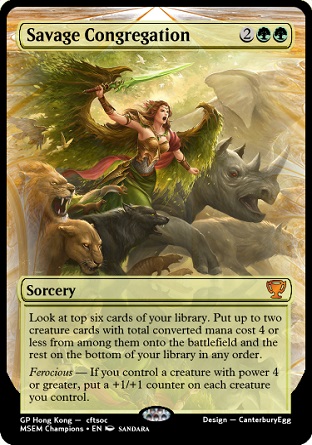 Savage Congregation 2
Sorcery
Look at top six cards of your library. Put up to two
creature cards with total converted mana cost 4 or
less from among them onto the battlefield and the
rest on the bottom of your library in any order.
Ferocious — If you control a creature with power 4
or greater, put a +1/+1 counter on each creature
you control.
GP Hong Kong — cftsoc Design — CanterburyEgg
MSEM Champions • EN SANDARA